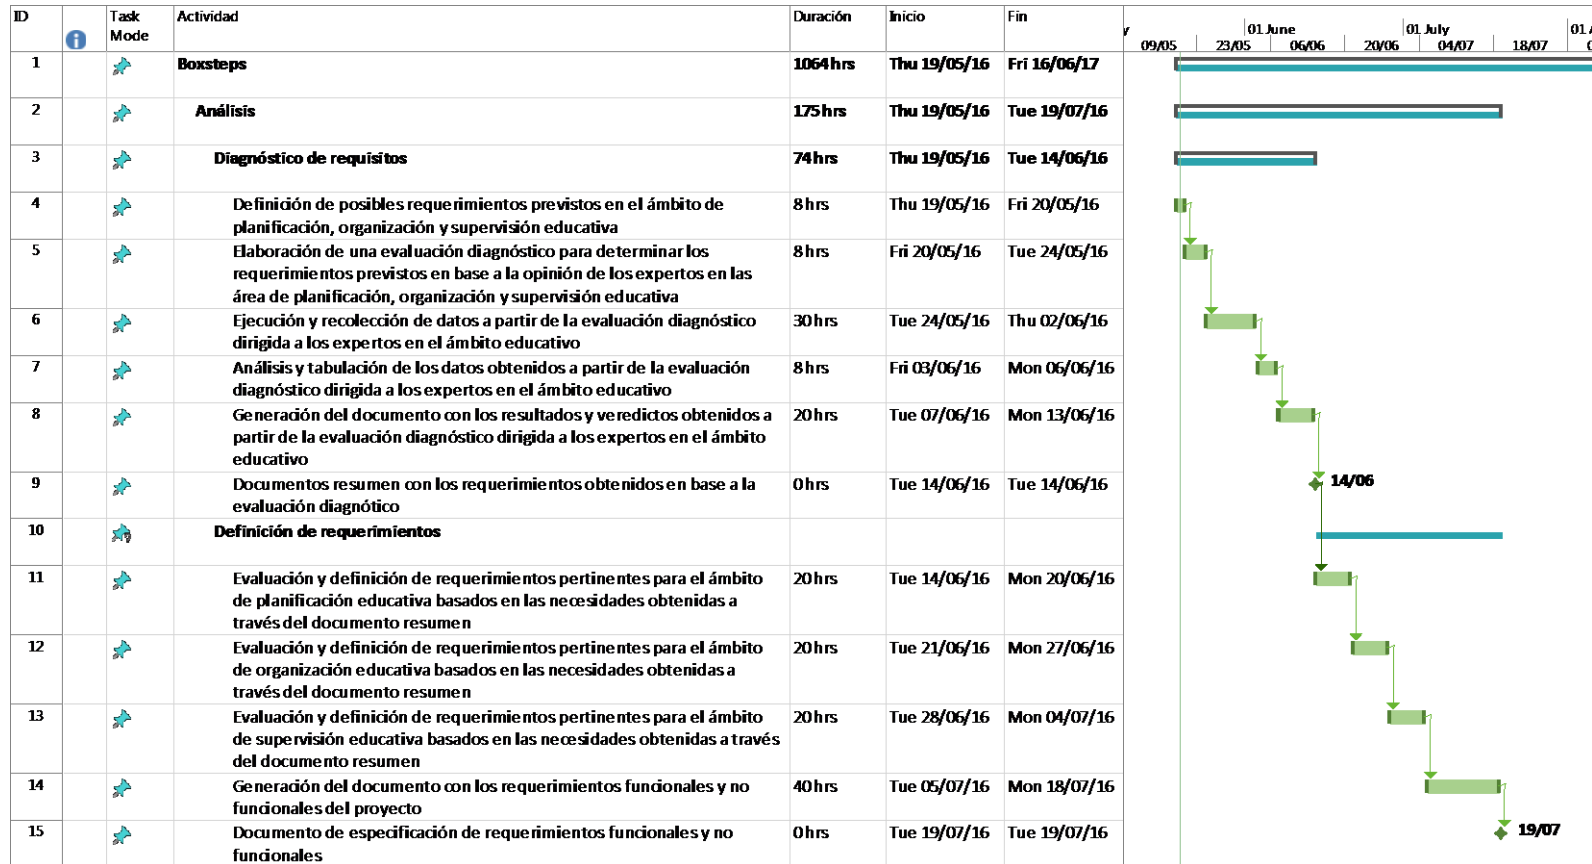 ID Task Mode Actividad Duración Inicio Fin
01 June 01 July 01
09/05 23/05 06/06 20/06 04/07 18/07
1 Boxsteps 1064 hrs Thu 19/05/16 Fri 16/06/17
2 Análisis 175 hrs Thu 19/05/16 Tue 19/07/16
3 Diagnóstico de requisitos 74 hrs Thu 19/05/16 Tue 14/06/16
4 Definición de posibles requerimientos previstos en el ámbito de 8 hrs Thu 19/05/16 Fri 20/05/16
planificación, organización y supervisión educativa
5 Elaboración de una evaluación diagnóstico para determinar los 8 hrs Fri 20/05/16 Tue 24/05/16
requerimientos previstos en base a la opinión de los expertos en las
área de planificación, organización y supervisión educativa
6 Ejecución y recolección de datos a partir de la evaluación diagnóstico 30 hrs Tue 24/05/16 Thu 02/06/16
dirigida a los expertos en el ámbito educativo
7 Análisis y tabulación de los datos obtenidos a partir de la evaluación 8 hrs Fri 03/06/16 Mon 06/06/16
diagnóstico dirigida a los expertos en el ámbito educativo
8 Generación del documento con los resultados y veredictos obtenidos a 20 hrs Tue 07/06/16 Mon 13/06/16
partir de la evaluación diagnóstico dirigida a los expertos en el ámbito
educativo
9 Documentos resumen con los requerimientos obtenidos en base a la 0 hrs Tue 14/06/16 Tue 14/06/16 14/06
evaluación diagnótico
10 Definición de requerimientos
11 Evaluación y definición de requerimientos pertinentes para el ámbito 20 hrs Tue 14/06/16 Mon 20/06/16
de planificación educativa basados en las necesidades obtenidas a
través del documento resumen
12 Evaluación y definición de requerimientos pertinentes para el ámbito 20 hrs Tue 21/06/16 Mon 27/06/16
de organización educativa basados en las necesidades obtenidas a
través del documento resumen
13 Evaluación y definición de requerimientos pertinentes para el ámbito 20 hrs Tue 28/06/16 Mon 04/07/16
de supervisión educativa basados en las necesidades obtenidas a través
del documento resumen
14 Generación del documento con los requerimientos funcionales y no 40 hrs Tue 05/07/16 Mon 18/07/16
funcionales del proyecto
15 Documento de especificación de requerimientos funcionales y no 0 hrs Tue 19/07/16 Tue 19/07/16 19/07
funcionales